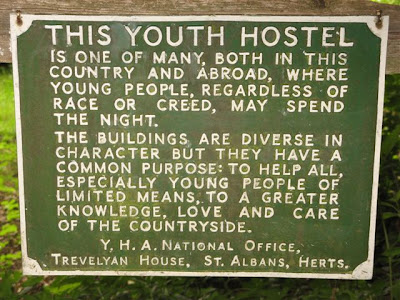 THIS YOUTH HOSTEL
IS ONE OF MANY, BOTH IN THIS
COUNTRY AND ABROAD, WHERE
YOUNG PEOPLE, REGARDLESS OF
RACE OR CREED, MAY SPEND
THE NIGHT.
THE BUILDINGS ARE DIVERSE IN
CHARACTER BUT THEY HAVE A
COMMON PURPOSE: TO HELP ALL,
ESPECIALLY YOUNG PEOPLE OF
LIMITED MEANS, TO A GREATER
KNOWLEDGE, LOVE AND CARE
OF THE COUNTRYSIDE.
Y.H.A. NATIONAL OFFICE,
TREVELYAN HOUSE, ST. ALBANS, HERTS.